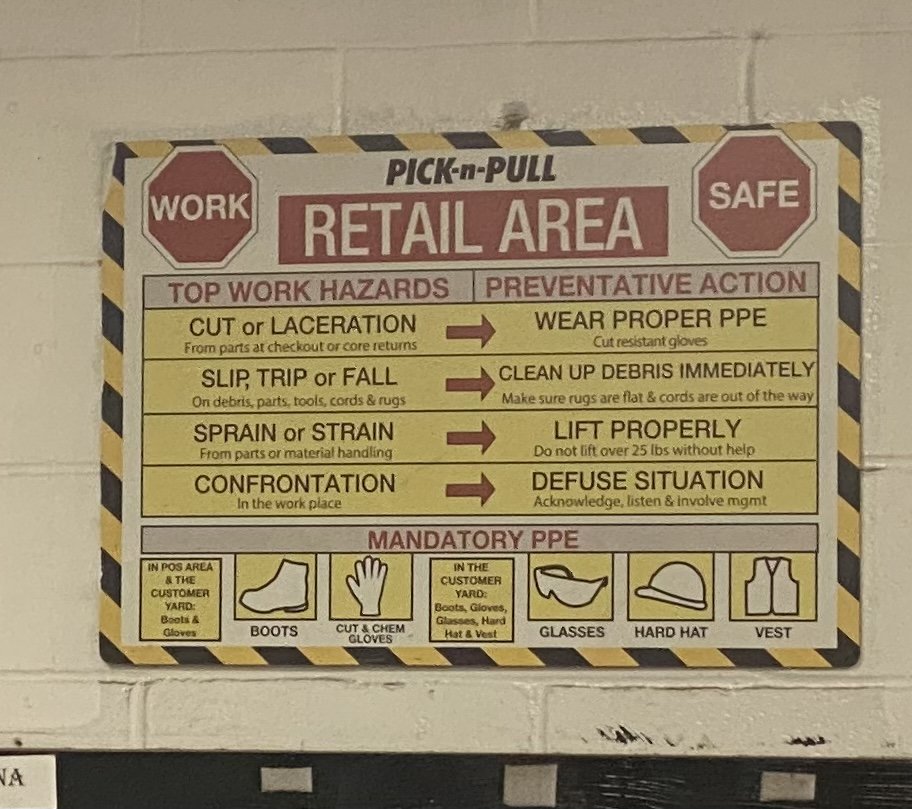 PICK-n-PULL
WORK
RETAIL AREA
SAFE
TOP WORK HAZARDS
PREVENTATIVE ACTION
CUT or LACERATION
From parts at checkout or core returns
WEAR PROPER PPE
Cut resistant gloves
SLIP, TRIP or FALL
On debris, parts, tools, cords & rugs
CLEAN UP DEBRIS IMMEDIATELY
Make sure rugs are flat & cords are out of the way
SPRAIN or STRAIN
From parts or material handling
LIFT PROPERLY
Do not lift over 25 lbs without help
CONFRONTATION
In the work place
DEFUSE SITUATION
Acknowledge, listen & involve mgmt
MANDATORY PPE
IN POS AREA
& THE
CUSTOMER
YARD:
Boots &
Gloves
BOOTS
CUT & CHEM
GLOVES
IN THE
CUSTOMER
YARD:
Boots, Gloves,
Glasses, Hard
Hat & Vest
GLASSES
HARD HAT
VEST
NA